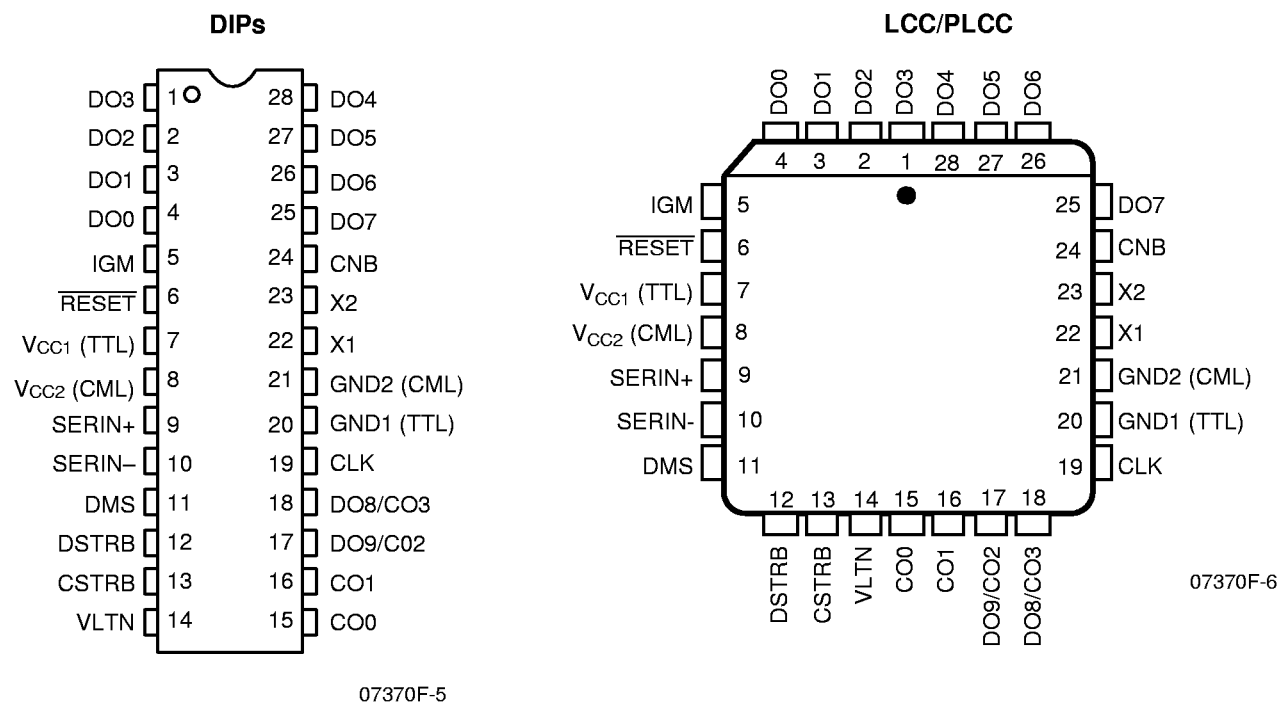 DIPs
DO3 1 28 DO4
DO2 2 27 DO5
DO1 3 26 DO6
DO0 4 25 DO7
IGM 5 24 CNB
RESET 6 23 X2
VCC1 (TTL) 7 22 X1
VCC2 (CML) 8 21 GND2 (CML)
SERIN+ 9 20 GND1 (TTL)
SERIN– 10 19 CLK
DMS 11 18 DO8/CO3
DSTRB 12 17 DO9/C02
CSTRB 13 16 CO1
VLTN 14 15 CO0
07370F-5
LCC/PLCC
DO0 DO1 DO2 DO3 DO4 DO5 DO6
4 3 2 1 28 27 26
IGM 5 25 DO7
RESET 6 24 CNB
VCC1 (TTL) 7 23 X2
VCC2 (CML) 8 22 X1
SERIN+ 9 21 GND2 (CML)
SERIN- 10 20 GND1 (TTL)
DMS 11 19 CLK
12 13 14 15 16 17 18
DSTRB CSTRB VLTN CO0 CO1 DO9/CO2 DO8/CO3
07370F-6